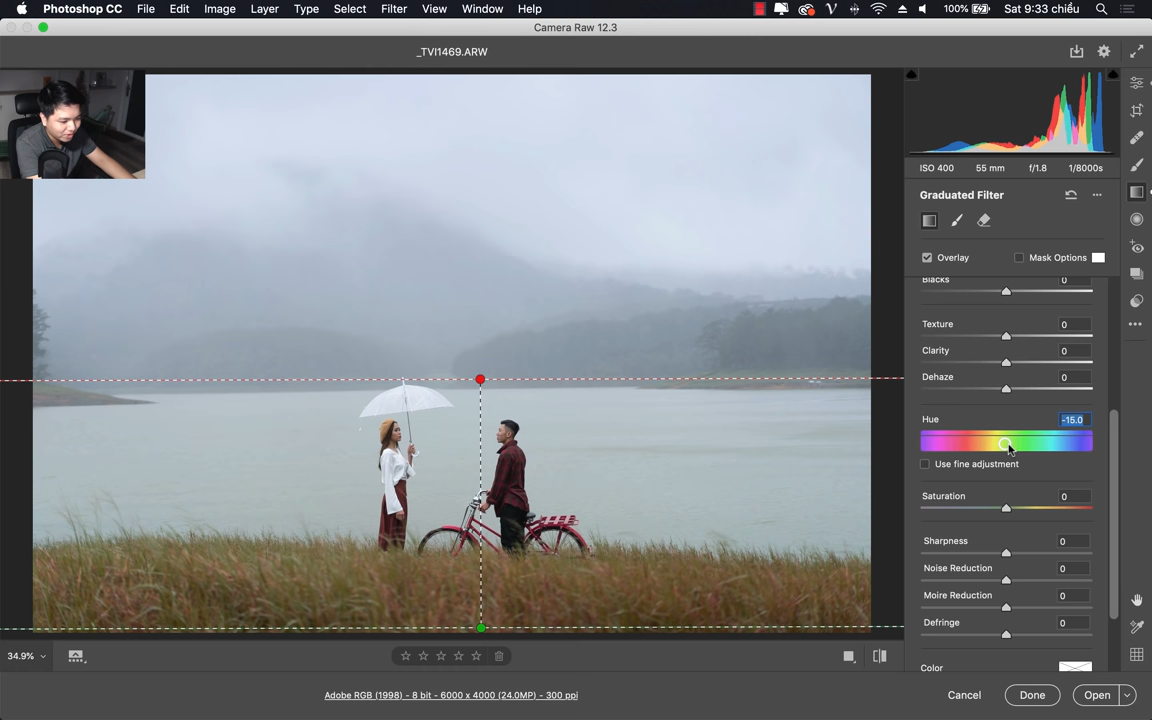 Photoshop CC File Edit Image Layer Type Select Filter View Window Help 100% Sat 9:33 chiều
Camera Raw 12.3
_TVI1469.ARW
ISO 400 55 mm f/1.8 1/8000s
Graduated Filter
Overlay Mask Options
Blacks 0
Texture 0
Clarity 0
Dehaze 0
Hue -15.0
Use fine adjustment
Saturation 0
Sharpness 0
Noise Reduction 0
Moire Reduction 0
Defringe 0
Color
34.9%
Adobe RGB (1998) - 8 bit - 6000 x 4000 (24.0MP) - 300 ppi
Cancel Done Open